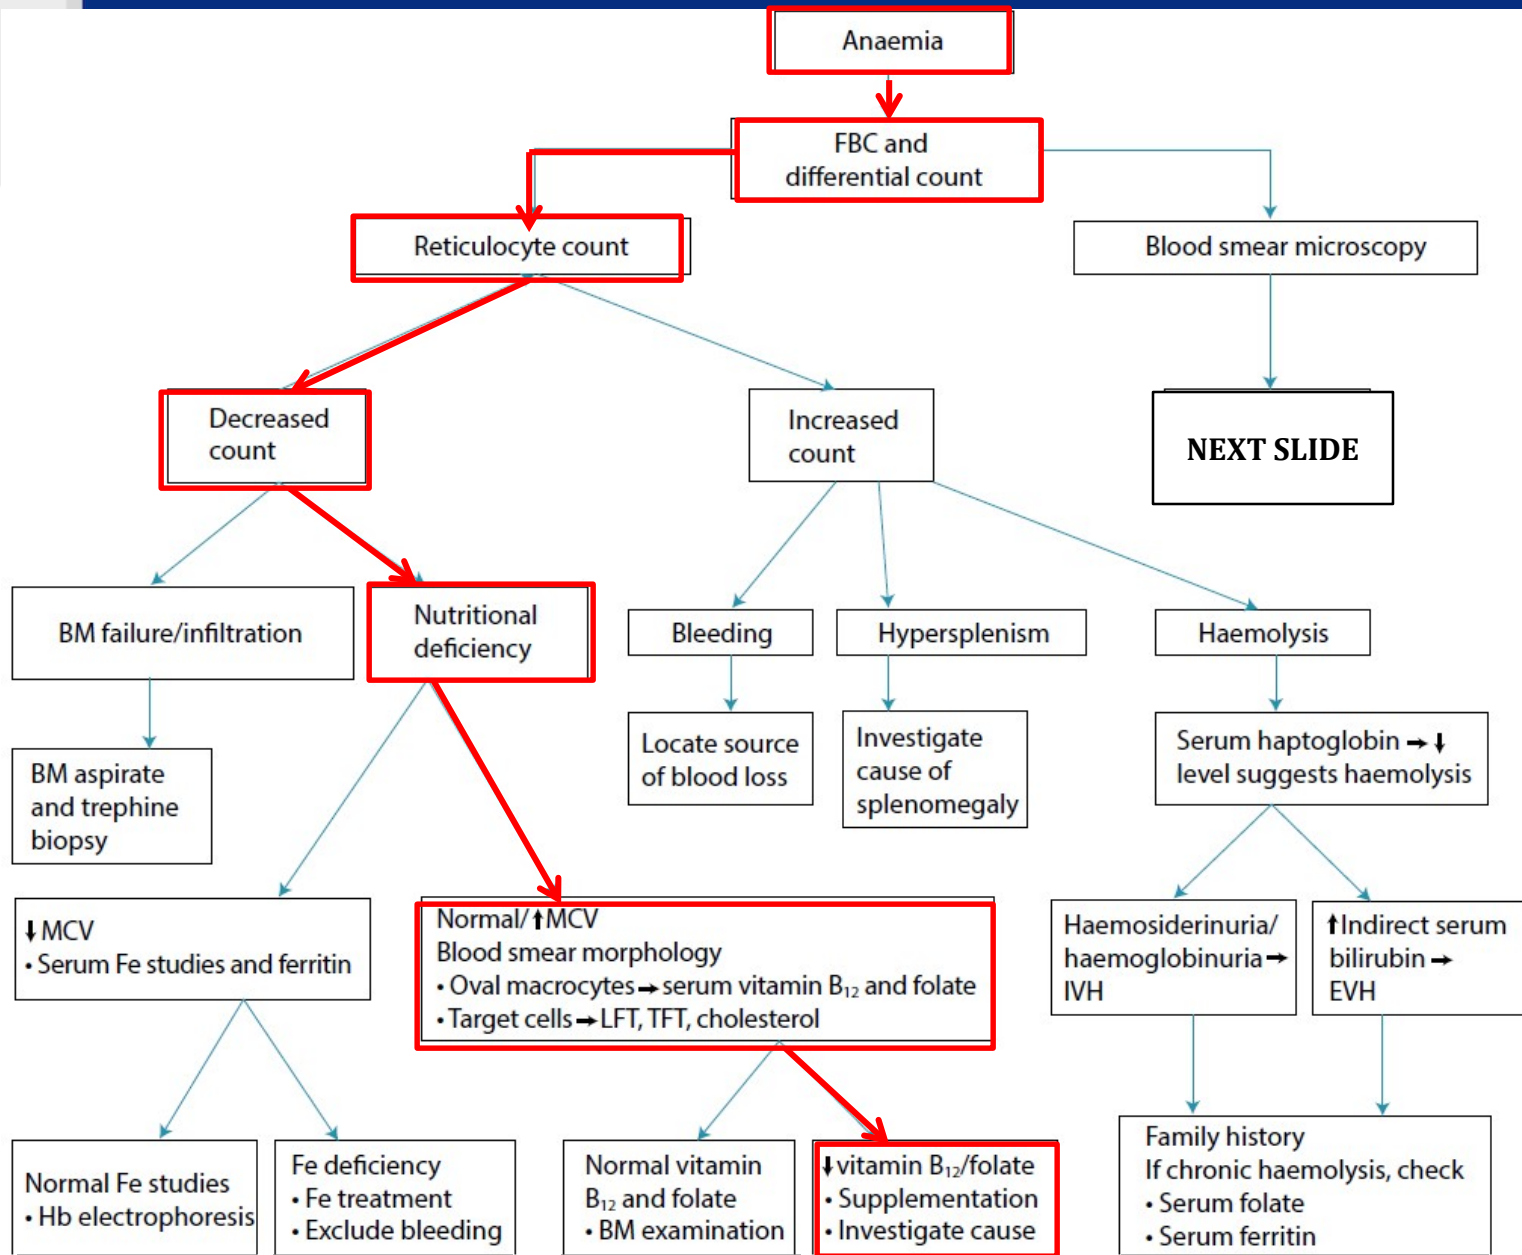 Anaemia
FBC and
differential count
Reticulocyte count
Blood smear microscopy
Decreased
count
Increased
count
NEXT SLIDE
BM failure/infiltration
Nutritional
deficiency
Bleeding
Hypersplenism
Haemolysis
BM aspirate
and trephine
biopsy
Locate source
of blood loss
Investigate
cause of
splenomegaly
Serum haptoglobin → ↓
level suggests haemolysis
↓ MCV
• Serum Fe studies and ferritin
Normal/ ↑ MCV
Blood smear morphology
• Oval macrocytes → serum vitamin B₁₂ and folate
• Target cells → LFT, TFT, cholesterol
Haemosiderinuria/
haemoglobinuria →
IVH
↑ Indirect serum
bilirubin →
EVH
Normal Fe studies
• Hb electrophoresis
Fe deficiency
• Fe treatment
• Exclude bleeding
Normal vitamin
B₁₂ and folate
• BM examination
↓ vitamin B₁₂/folate
• Supplementation
• Investigate cause
Family history
If chronic haemolysis, check
• Serum folate
• Serum ferritin